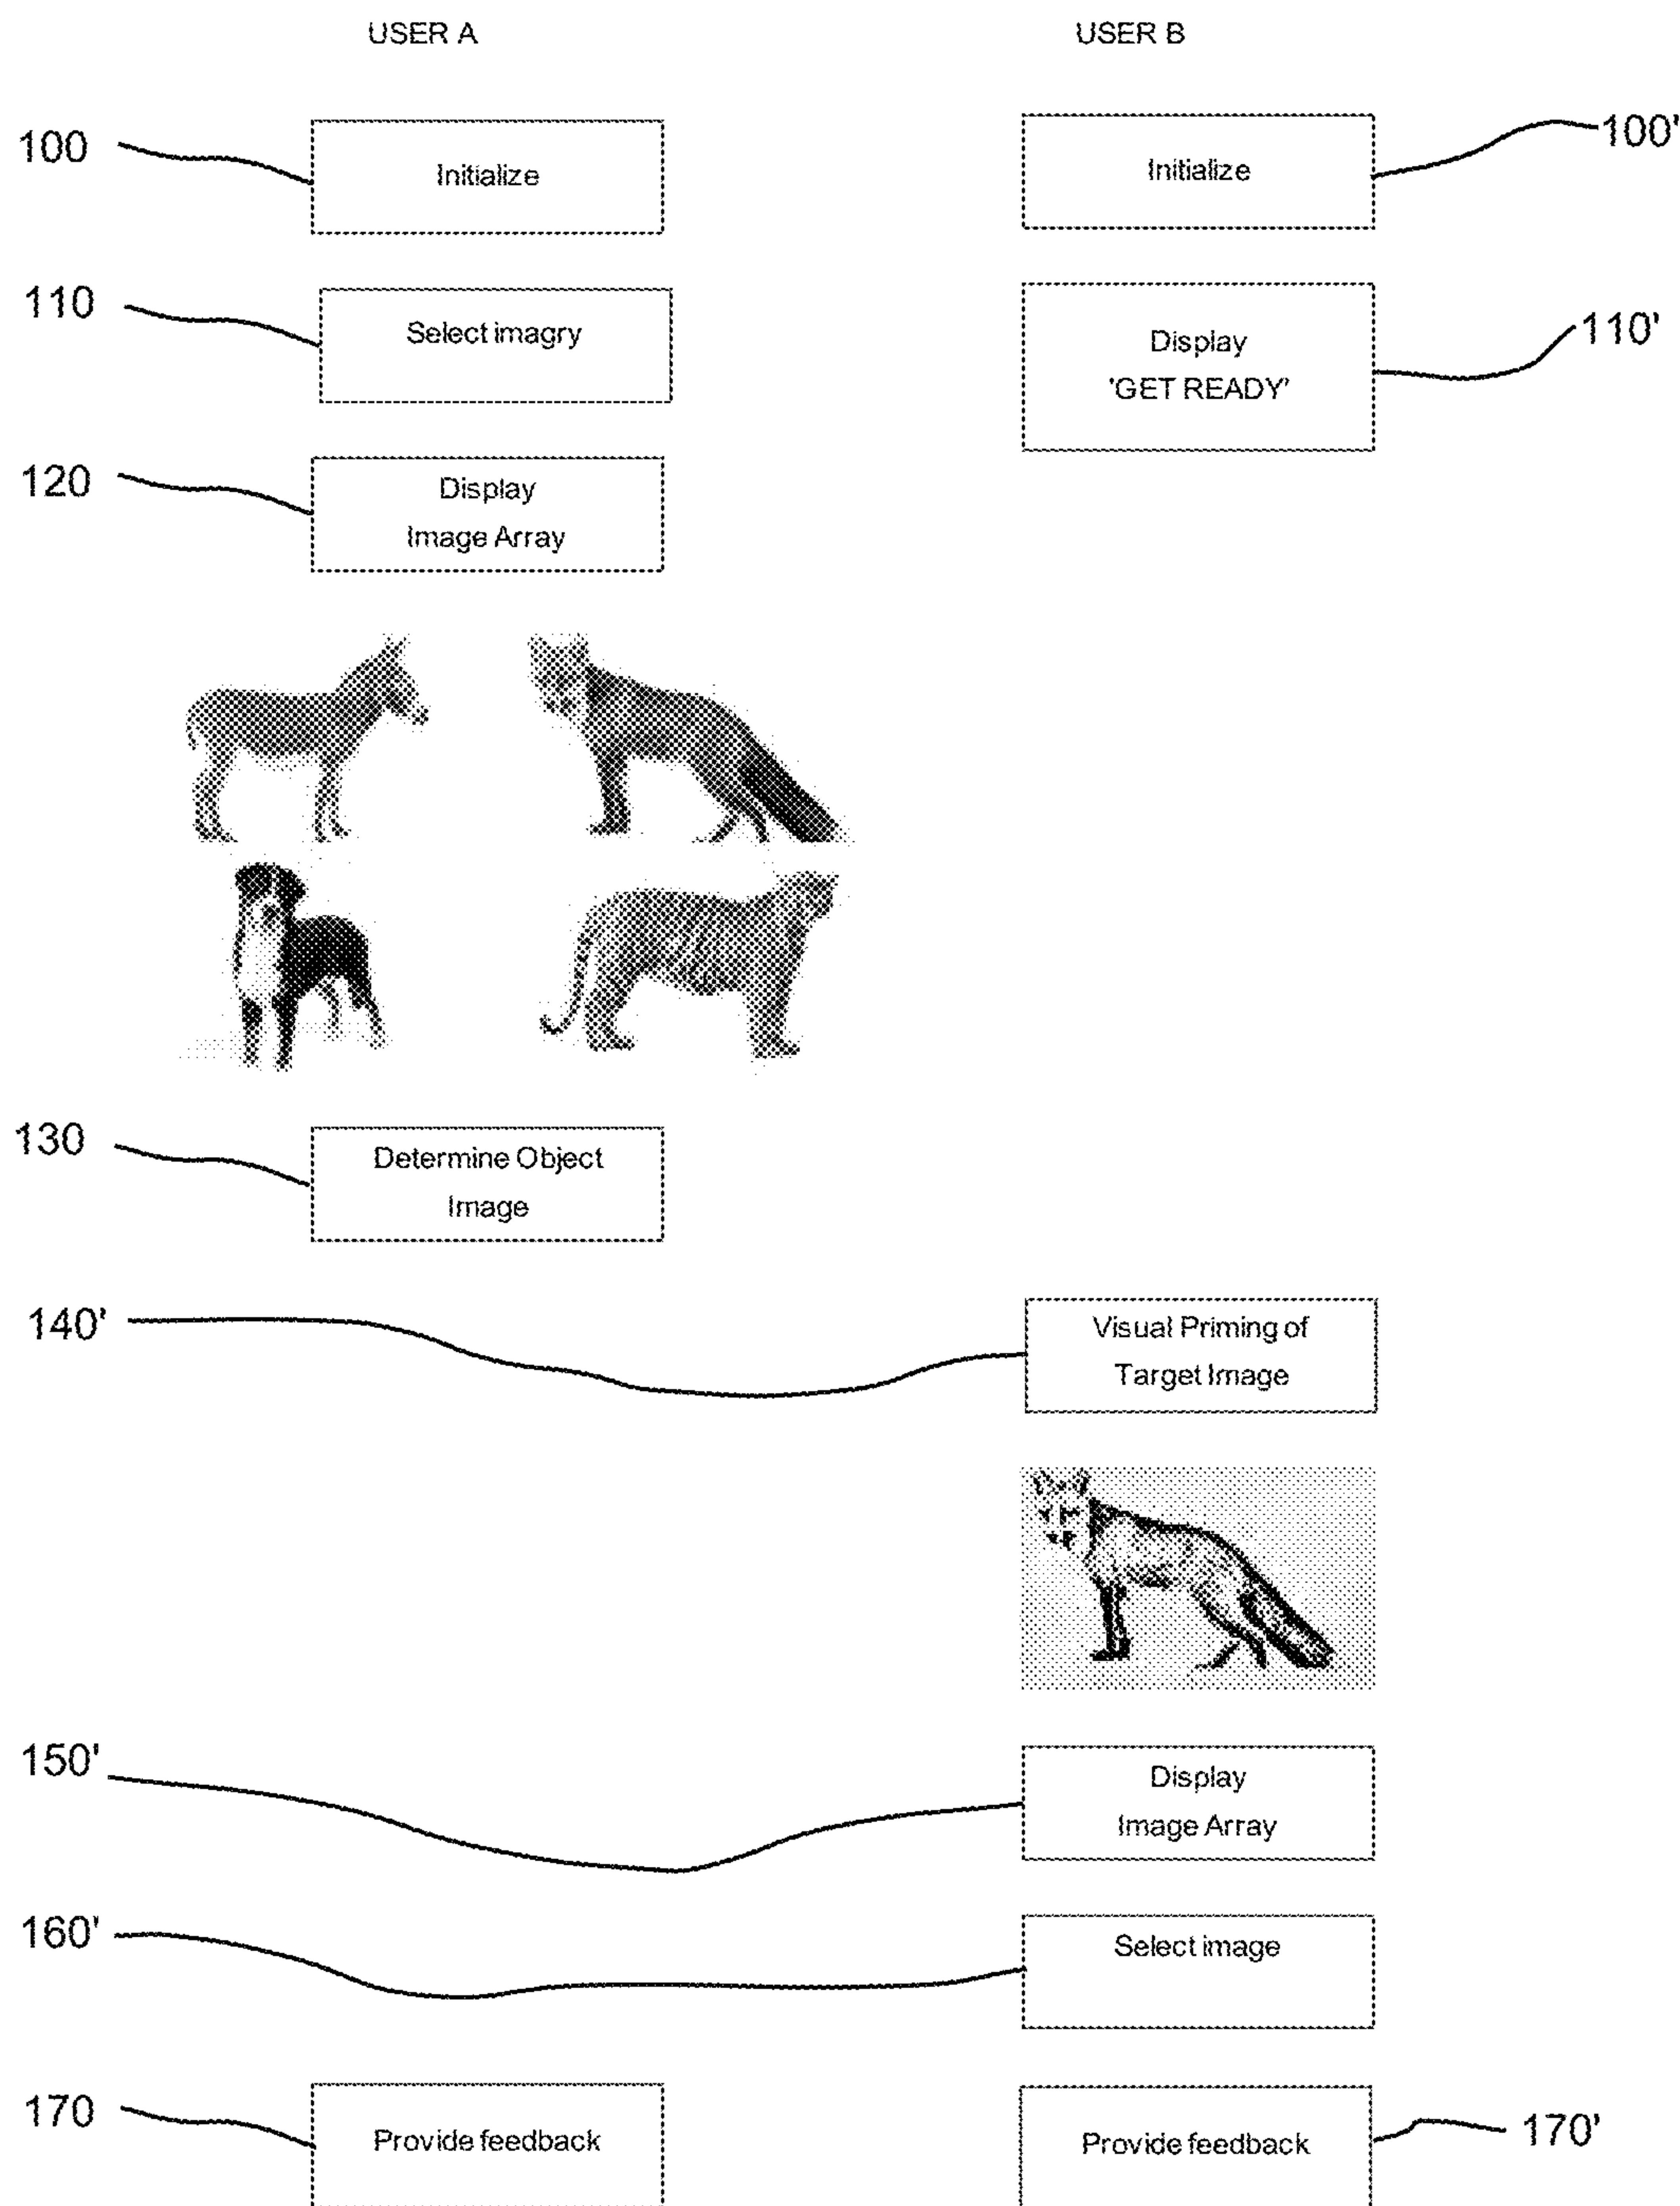 USER A
USER B
100
Initialize
Initialize
100'
110
Select imagry
Display
'GET READY'
110'
120
Display
Image Array
130
Determine Object
Image
140'
Visual Priming of
Target Image
150'
Display
Image Array
160'
Select image
170
Provide feedback
Provide feedback
170'